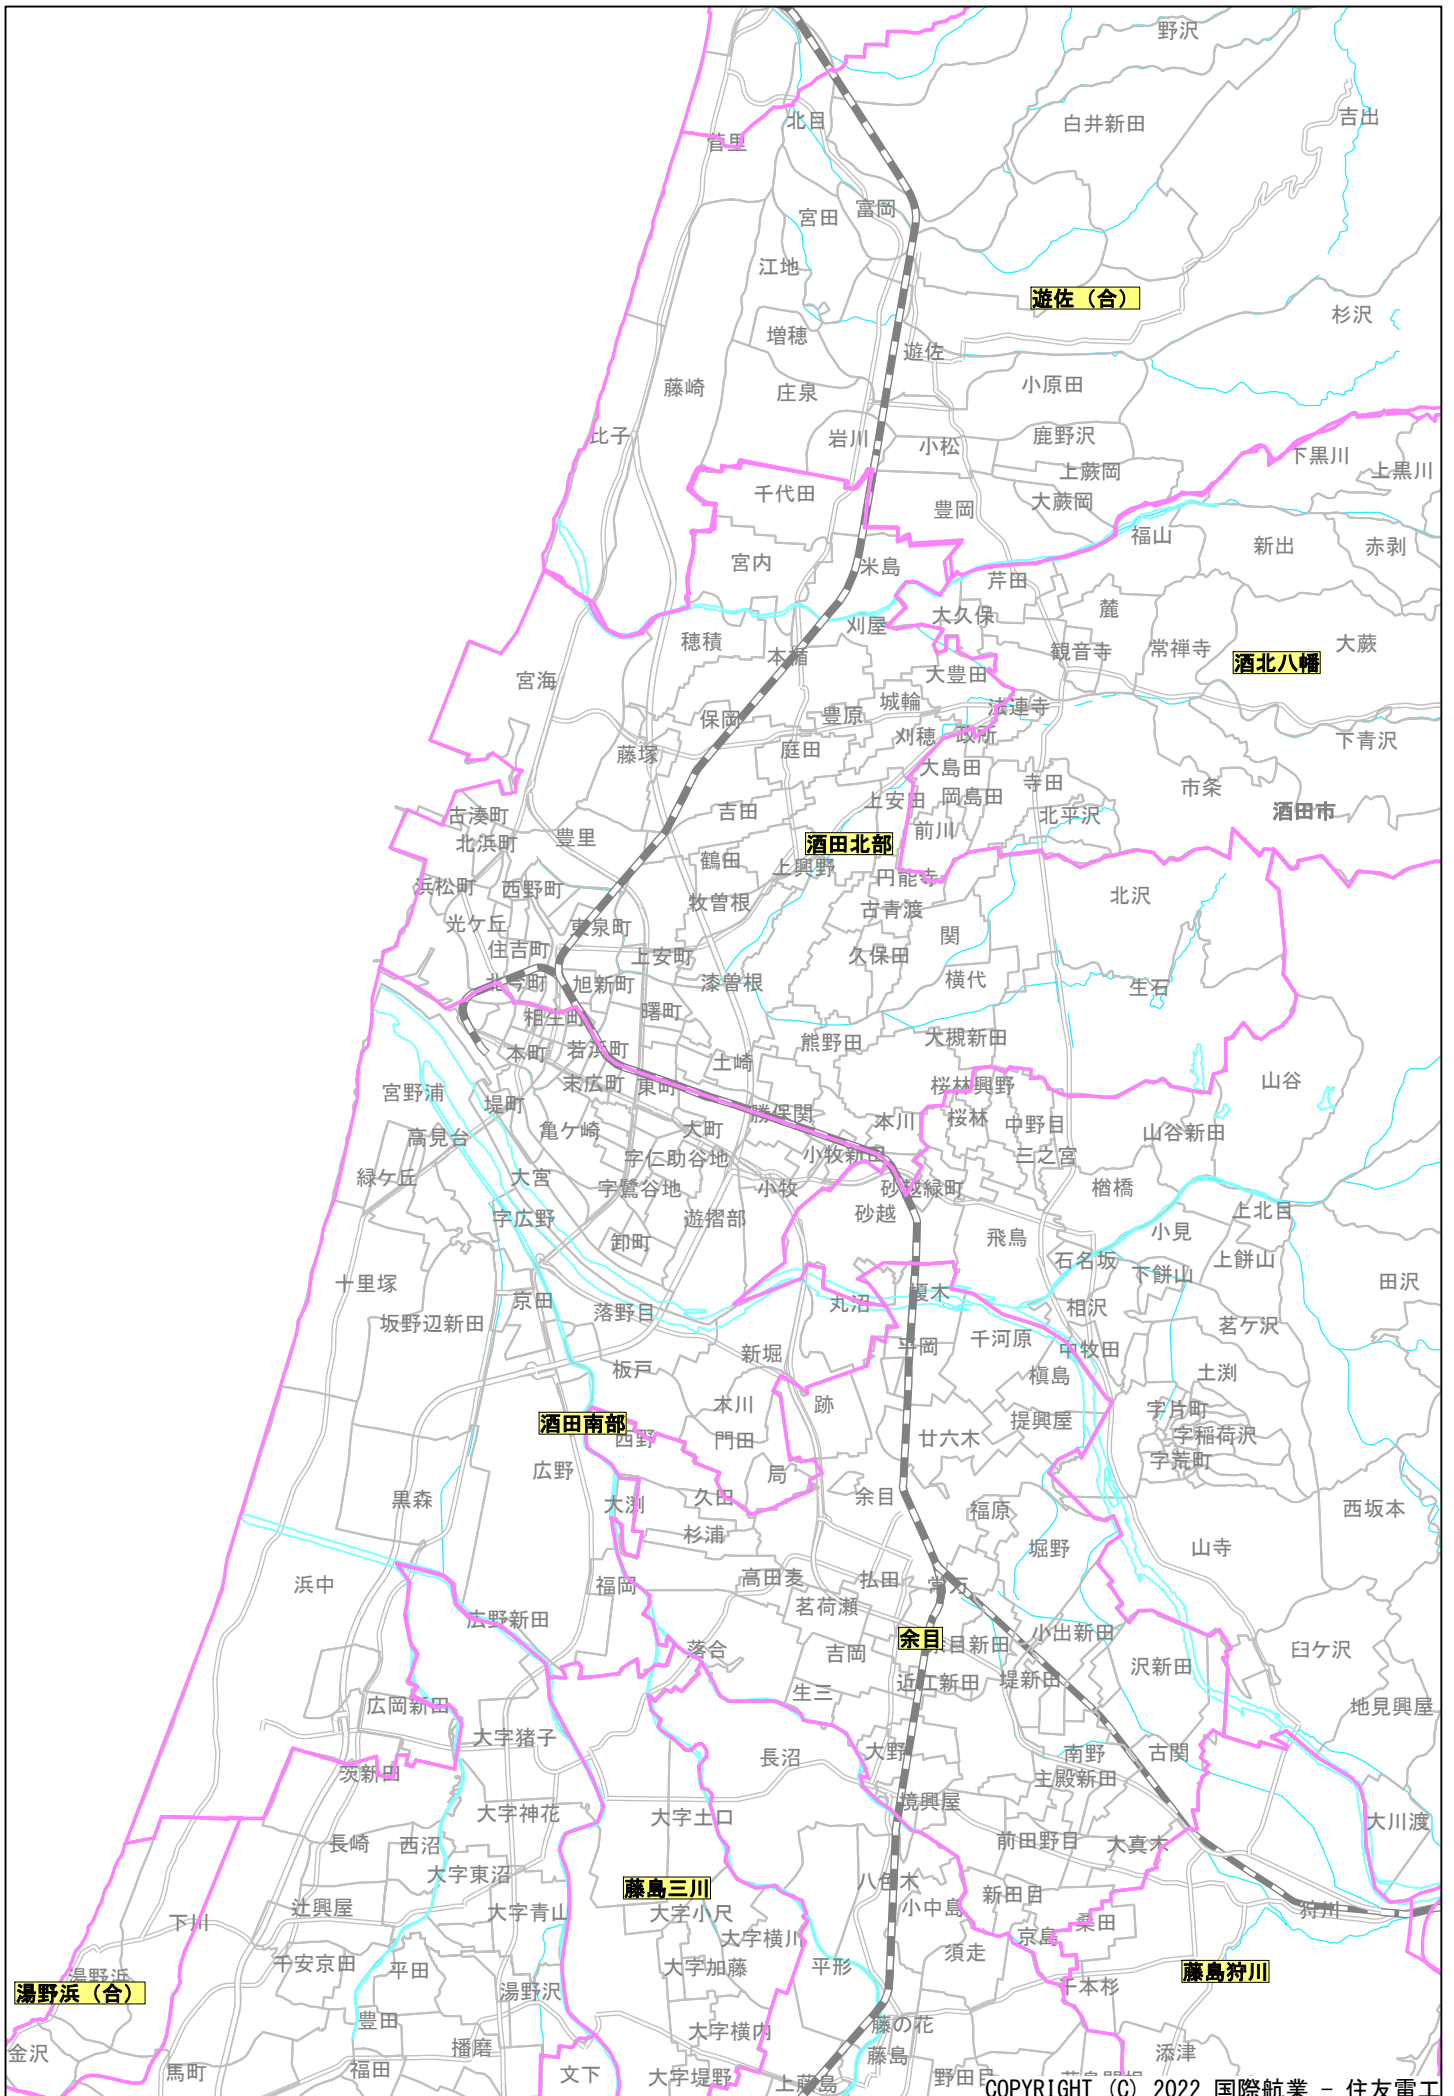 野沢
北目
白井新田
吉出
菅里
宮田
富岡
江地
遊佐（合）
杉沢
増穂
遊佐
藤崎
庄泉
小原田
比子
岩川
小松
鹿野沢
上蕨岡
下黒川
上黒川
千代田
豊岡
大蕨岡
福山
新出
赤剥
宮内
米島
芹田
大久保
麓
刈屋
穂積
本楯
観音寺
常禅寺
大蕨
酒北八幡
宮海
大豊田
城輪
法連寺
保岡
豊原
刈穂
政所
下青沢
藤塚
庭田
大島田
寺田
市条
上安田
岡島田
酒田市
古湊町
吉田
北平沢
北浜町
豊里
前川
酒田北部
鶴田
上興野
円能寺
浜松町
西野町
牧曽根
古青渡
北沢
光ケ丘
東泉町
関
住吉町
上安町
久保田
北今町
旭新町
漆曽根
横代
生石
相生町
曙町
本町
若浜町
熊野田
大槻新田
土崎
宮野浦
末広町
東町
桜林興野
山谷
堤町
勝保関
本川
桜林
中野目
高見台
亀ケ崎
大町
小牧新田
山谷新田
緑ケ丘
大宮
字仁助谷地
三之宮
字鷺谷地
小牧
砂越緑町
楢橋
字広野
遊摺部
砂越
上北目
卸町
飛鳥
小見
石名坂
上餅山
十里塚
下餅山
田沢
京田
落野目
丸沼
榎木
相沢
坂野辺新田
茗ケ沢
新堀
平岡
千河原
中牧田
板戸
槇島
土渕
木川
跡
字片町
酒田南部
西野
門田
廿六木
提興屋
字稲荷沢
広野
局
字荒町
黒森
大渕
久田
余目
福原
西坂本
杉浦
堀野
山寺
浜中
福岡
高田麦
払田
常万
茗荷瀬
広野新田
余目
余目新田
小出新田
落合
吉岡
臼ケ沢
沢新田
近江新田
堤新田
生三
広岡新田
地見興屋
大字猪子
大野
長沼
南野
古関
茨新田
主殿新田
大字神花
大字土口
境興屋
大川渡
長崎
西沼
前田野目
大真木
大字東沼
藤島三川
八色木
辻興屋
大字青山
大字小尺
小中島
新田目
狩川
下川
大字横川
京島
桑田
千安京田
平田
大字加藤
平形
須走
湯野浜
湯野浜（合）
湯野沢
千本杉
藤島狩川
豊田
大字横内
藤の花
播磨
金沢
藤島
添津
馬町
福田
文下
大字堤野
上藤島
野田目
COPYRIGHT (C) 2022 国際航業 ・ 住友電工